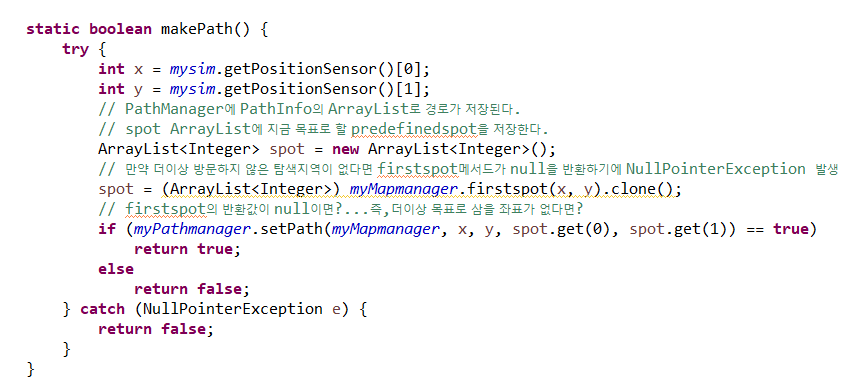 static boolean makePath() {
    try {
        int x = mysim.getPositionSensor()[0];
        int y = mysim.getPositionSensor()[1];
        // PathManager에 PathInfo의 ArrayList로 경로가 저장된다.
        // spot ArrayList에 지금 목표로 할 predefinedspot을 저장한다.
        ArrayList<Integer> spot = new ArrayList<Integer>();
        // 만약 더이상 방문하지 않은 탐색지역이 없다면 firstspot메서드가 null을 반환하기에 NullPointerException 발생
        spot = (ArrayList<Integer>) myMapmanager.firstspot(x, y).clone();
        // firstspot의 반환값이 null이면?...즉,더이상 목표로 삼을 좌표가 없다면?
        if (myPathmanager.setPath(myMapmanager, x, y, spot.get(0), spot.get(1)) == true)
            return true;
        else
            return false;
    } catch (NullPointerException e) {
        return false;
    }
}